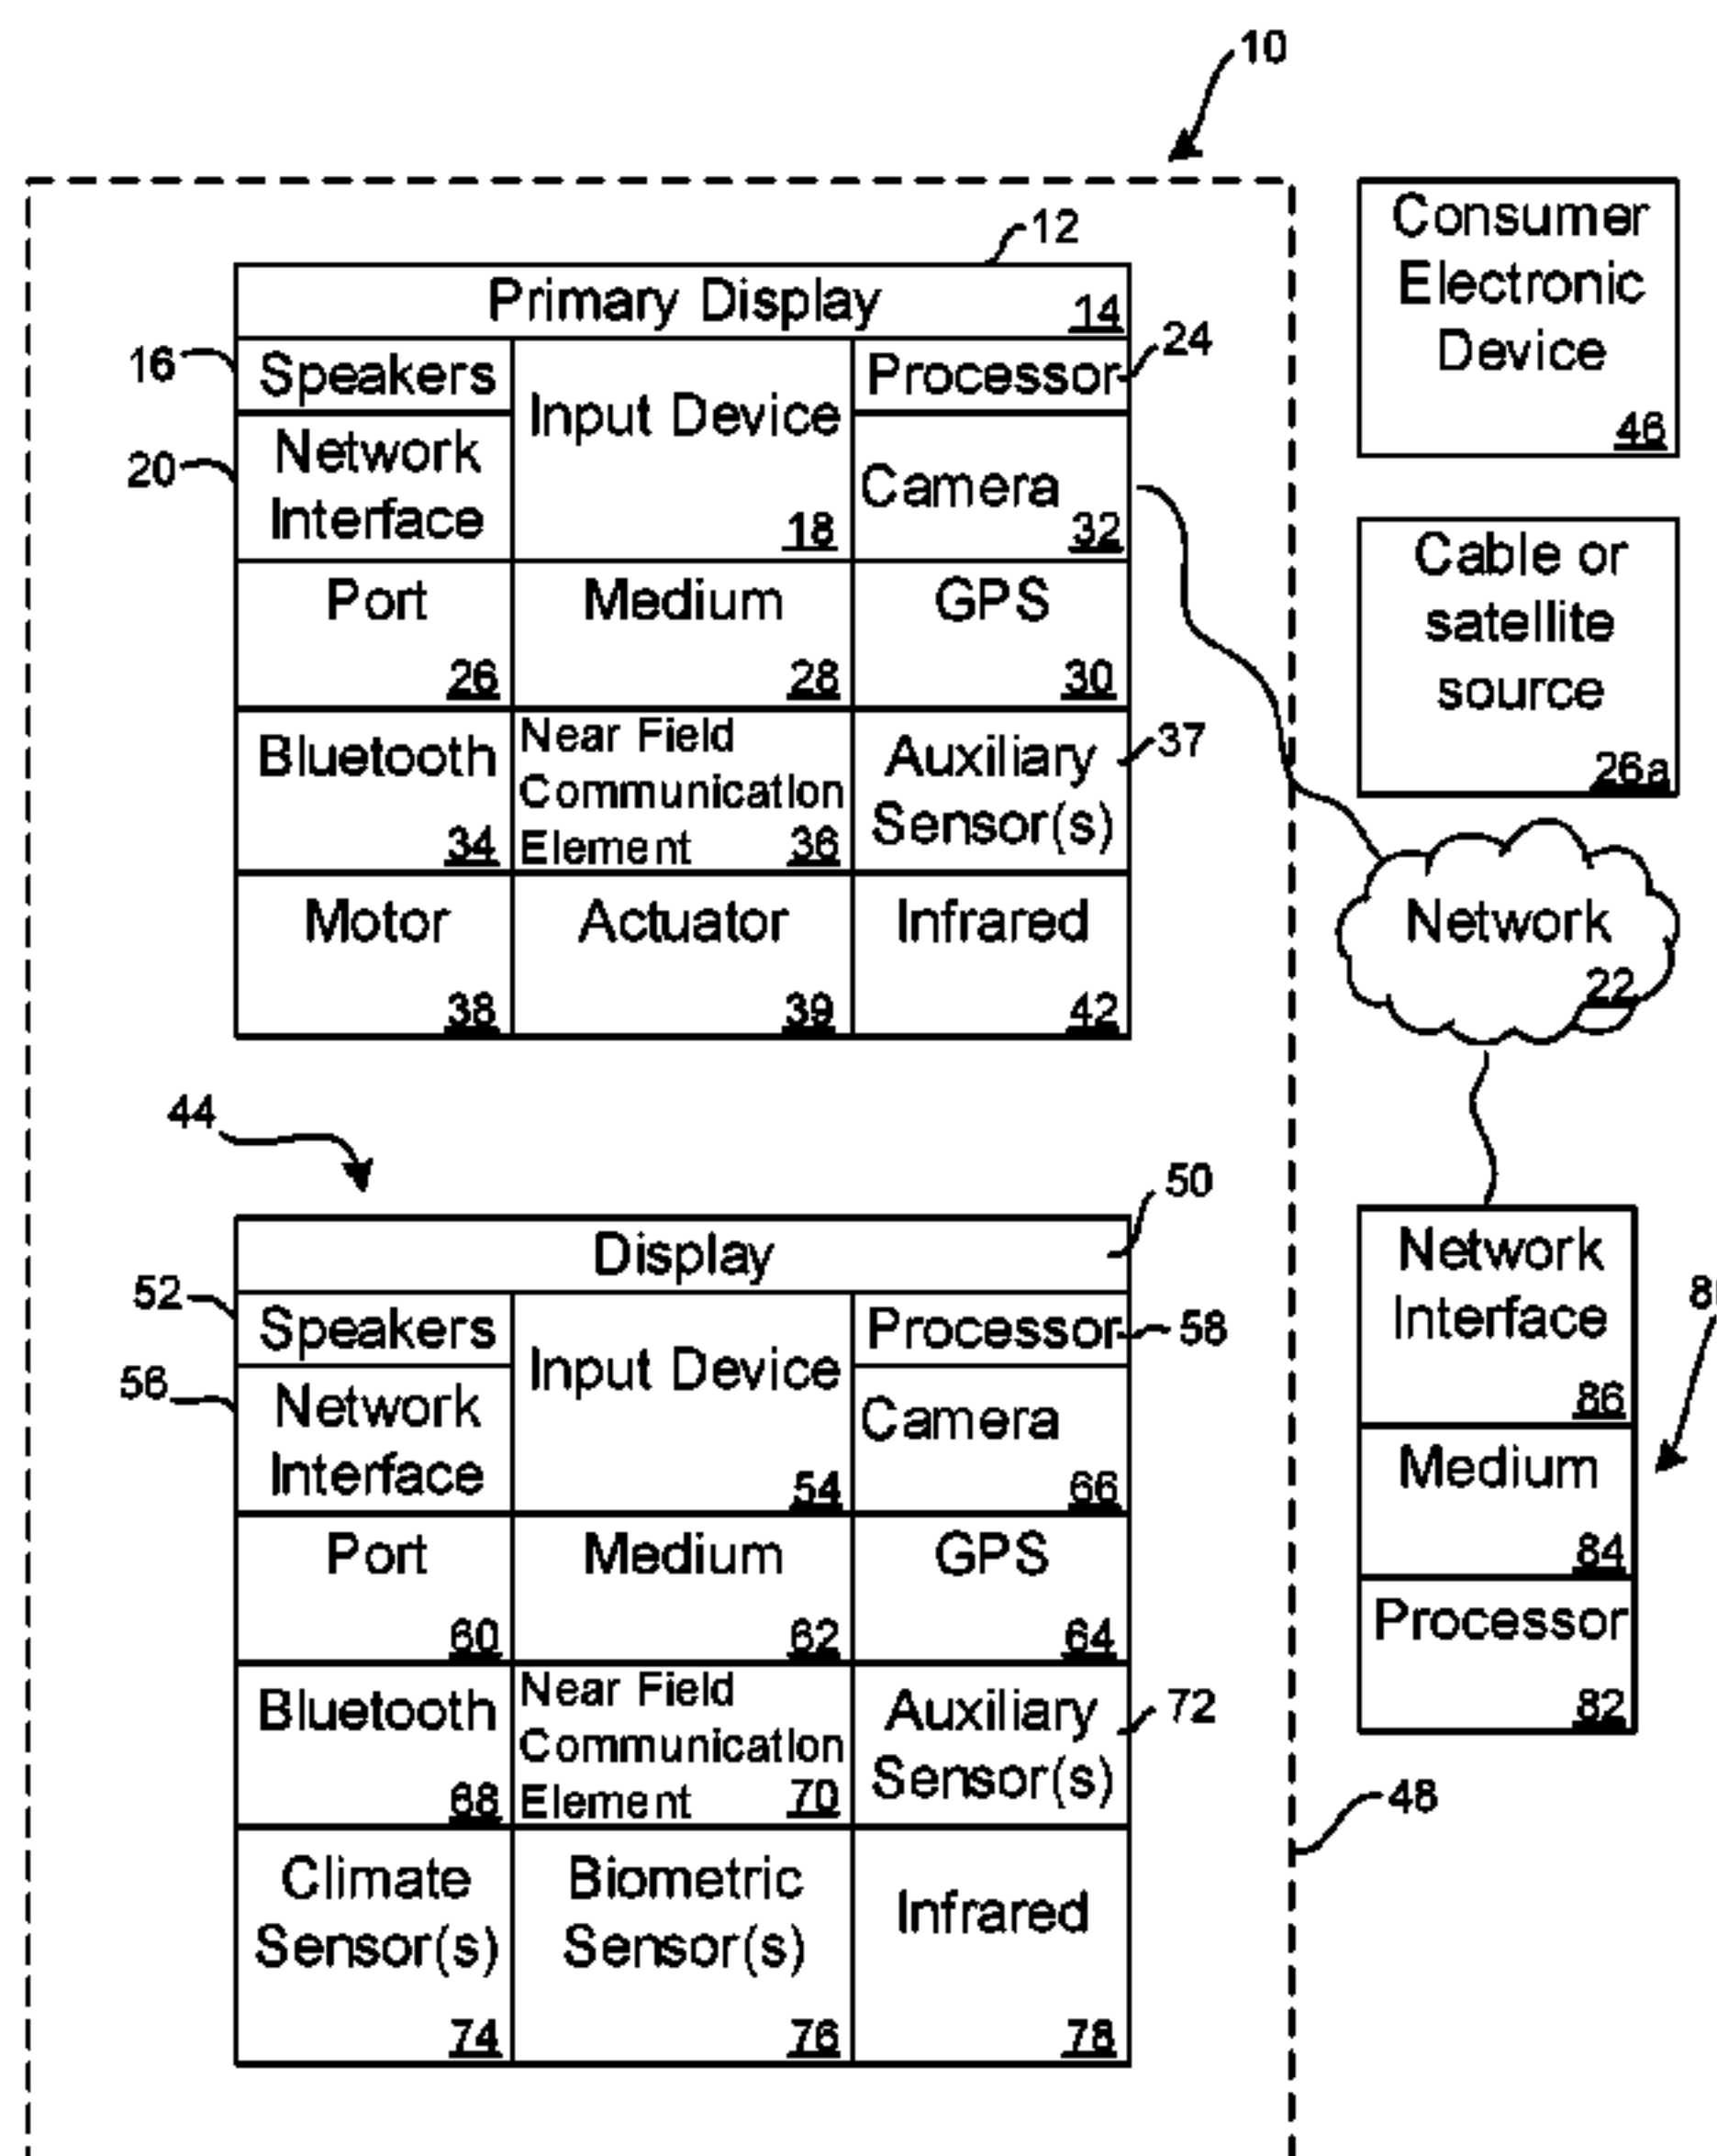 10
12
Primary Display
14
16
Speakers
Input Device
18
Processor
24
20
Network
Interface
Camera
32
Port
26
Medium
28
GPS
30
Bluetooth
34
Near Field
Communication
Element
36
Auxiliary
Sensor(s)
37
Motor
38
Actuator
39
Infrared
42
Consumer
Electronic
Device
46
Cable or
satellite
source
26a
Network
22
44
50
Display
52
Speakers
Input Device
54
Processor
58
56
Network
Interface
Camera
66
Port
60
Medium
62
GPS
64
Bluetooth
68
Near Field
Communication
Element
70
Auxiliary
Sensor(s)
72
Climate
Sensor(s)
74
Biometric
Sensor(s)
76
Infrared
78
Network
Interface
86
Medium
84
Processor
82
48